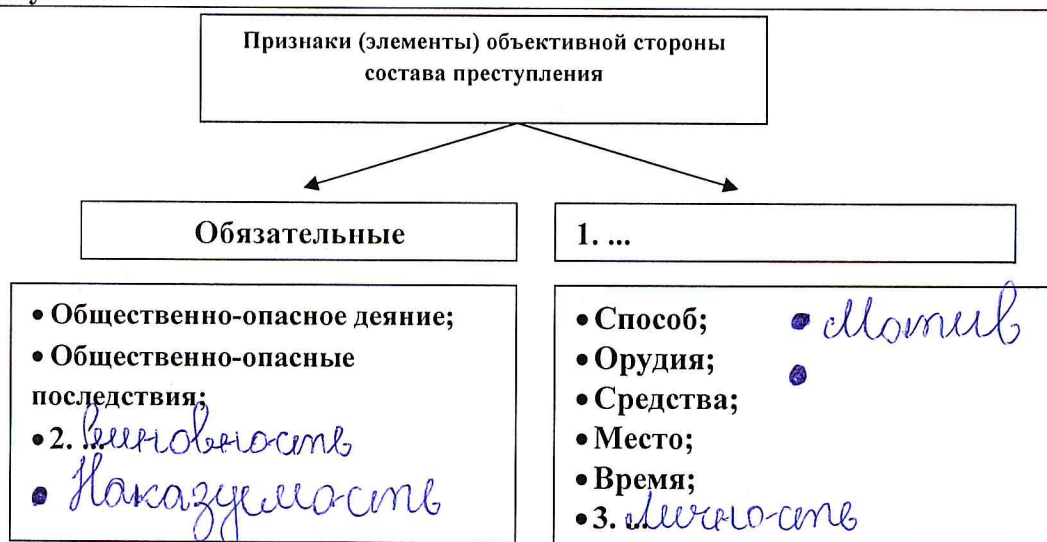 Признаки (элементы) объективной стороны
состава преступления
Обязательные
1. ...
• Общественно-опасное деяние;
• Общественно-опасные
последствия;
• 2. ... Виновность
• Наказуемость
• Способ;
• Мотив
• Орудия;
•
• Средства;
• Место;
• Время;
• 3. ... Личность